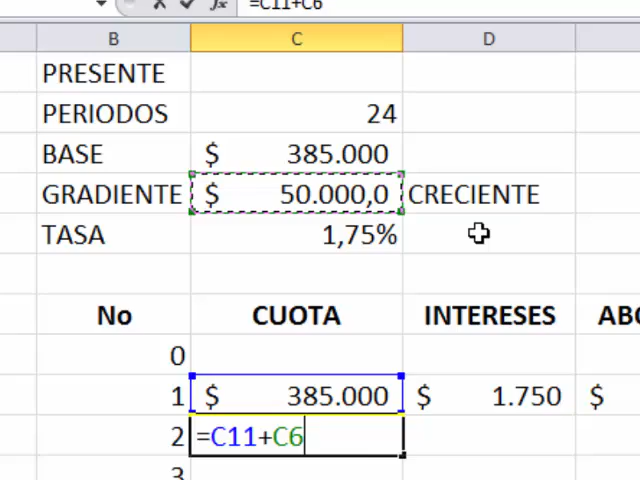 =C11+C6
B C D
PRESENTE
PERIODOS 24
BASE $ 385.000
GRADIENTE $ 50.000,0 CRECIENTE
TASA 1,75%
No CUOTA INTERESES
0
1 $ 385.000 $ 1.750 $
2 =C11+C6
3